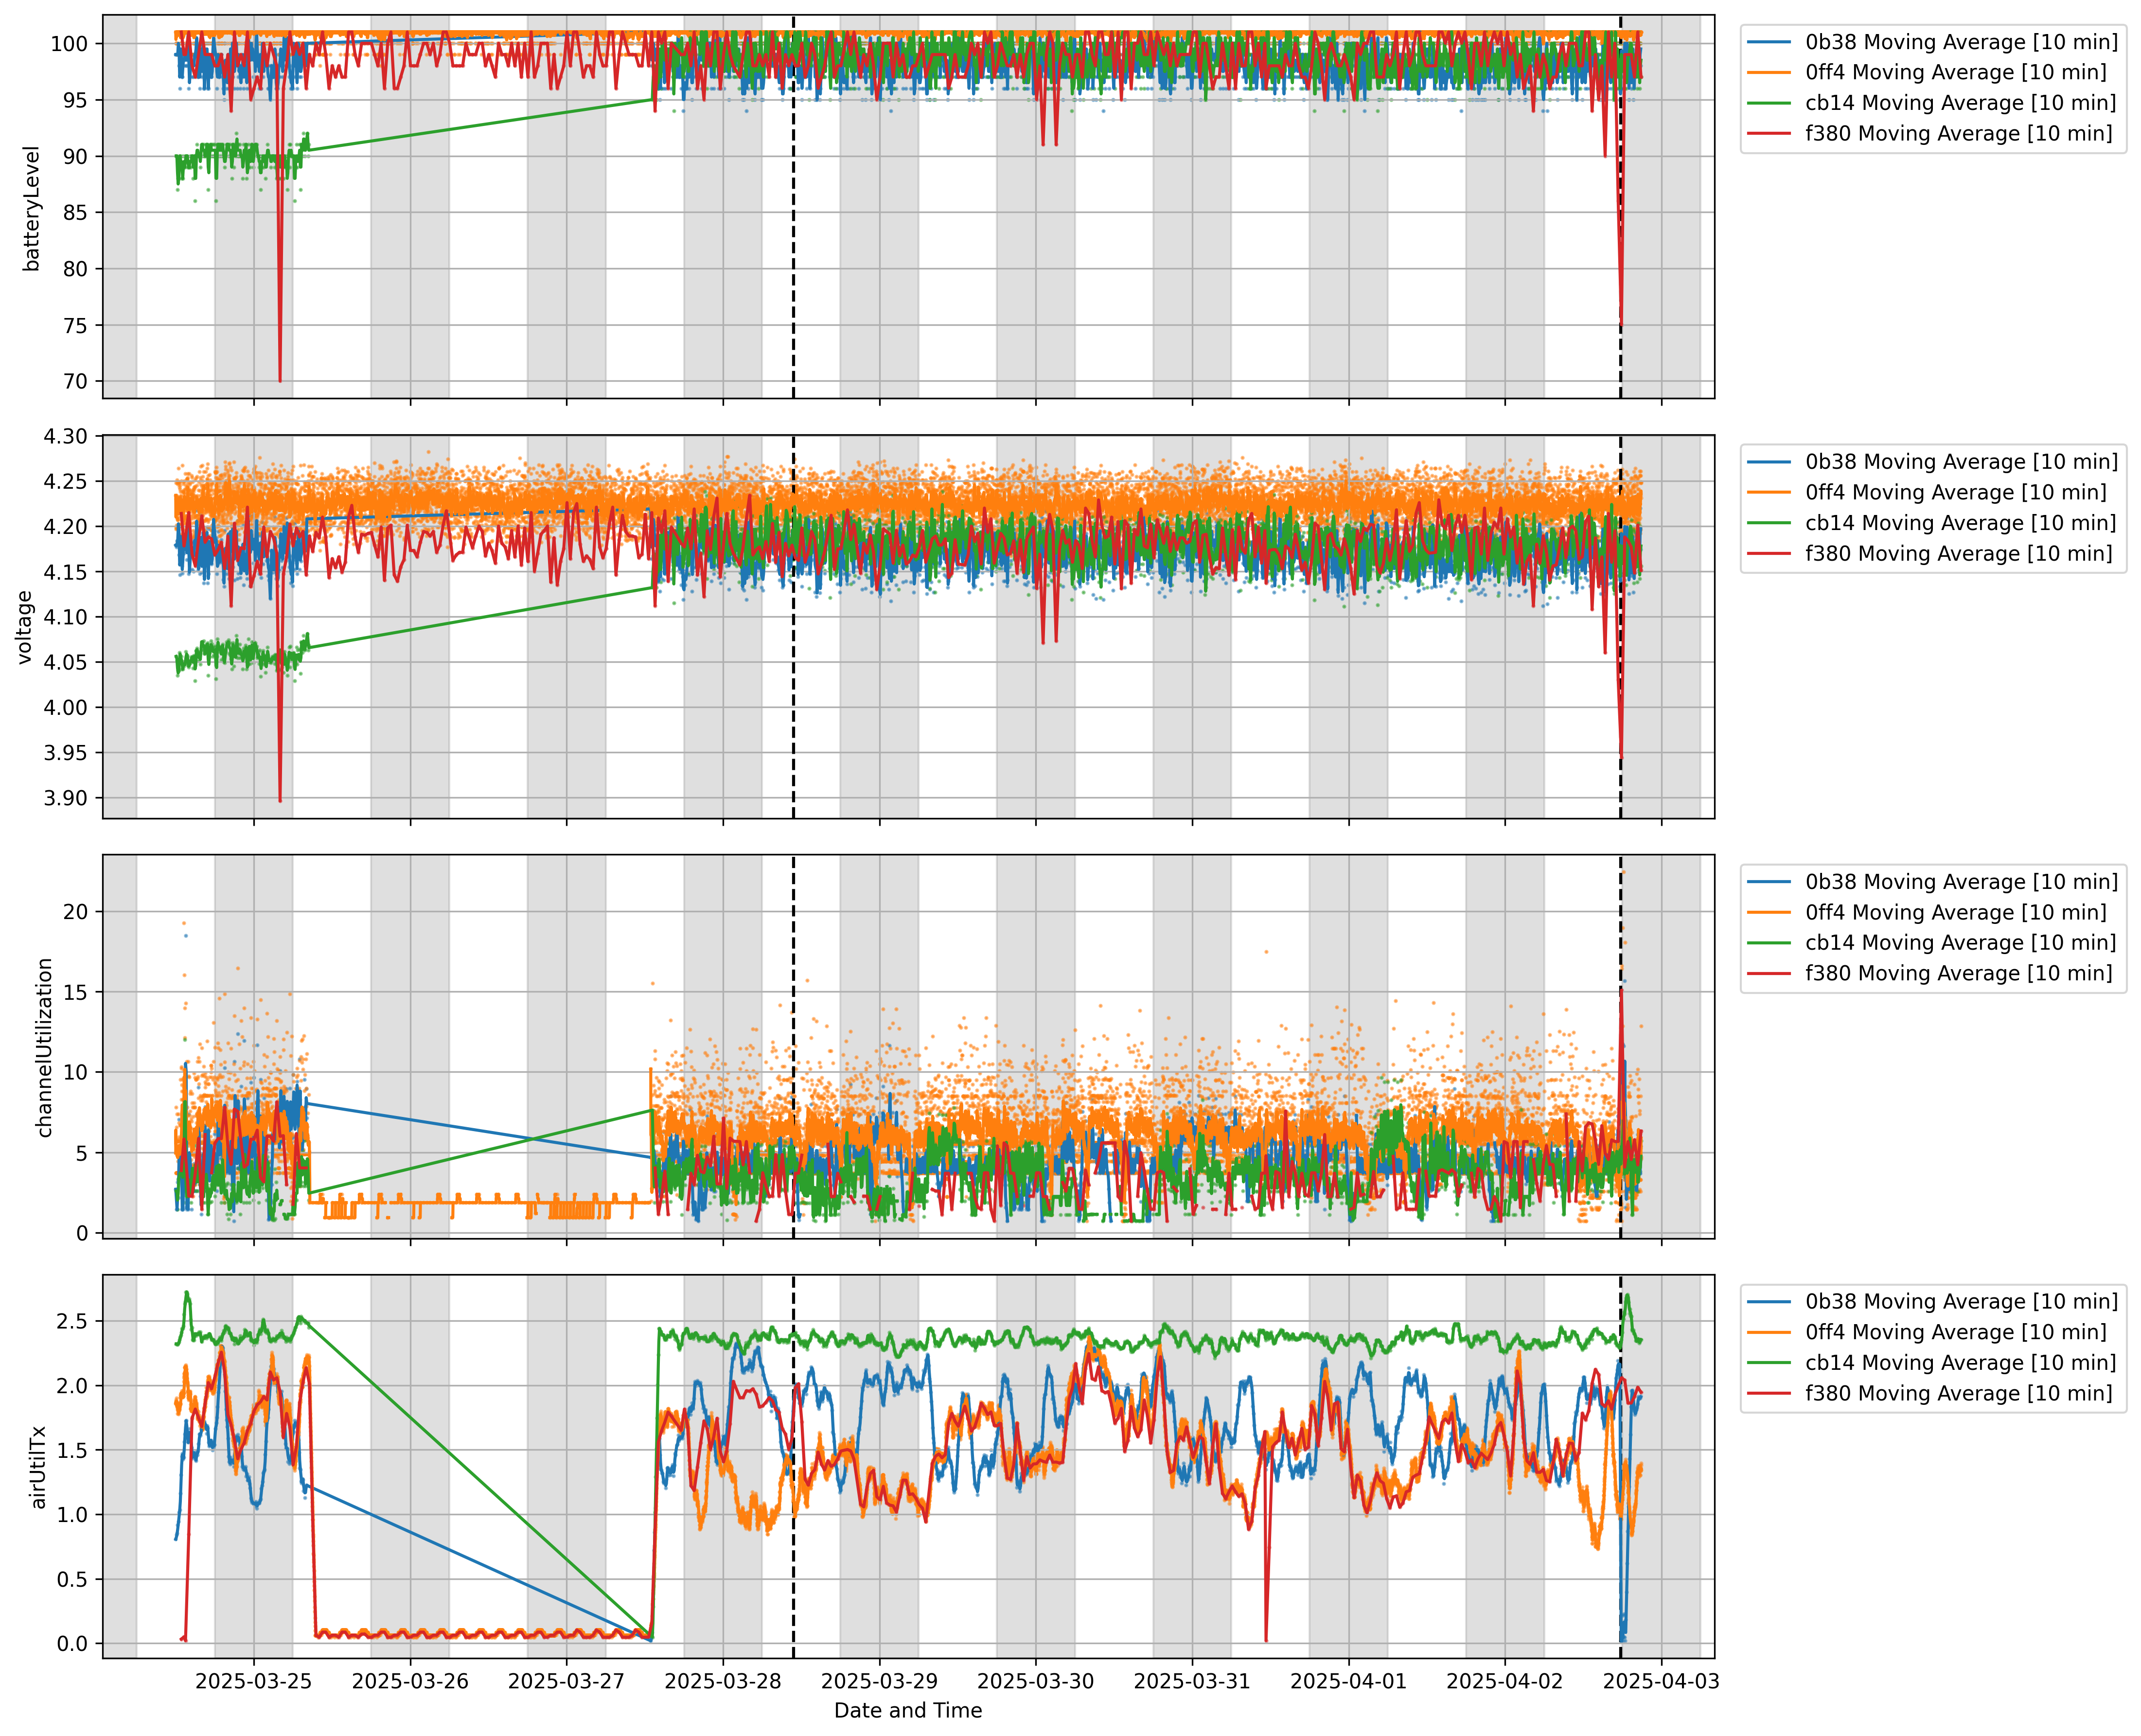 100
95
90
85
80
75
70
batteryLevel
0b38 Moving Average [10 min]
0ff4 Moving Average [10 min]
cb14 Moving Average [10 min]
f380 Moving Average [10 min]
4.30
4.25
4.20
4.15
4.10
4.05
4.00
3.95
3.90
voltage
0b38 Moving Average [10 min]
0ff4 Moving Average [10 min]
cb14 Moving Average [10 min]
f380 Moving Average [10 min]
20
15
10
5
0
channelUtilization
0b38 Moving Average [10 min]
0ff4 Moving Average [10 min]
cb14 Moving Average [10 min]
f380 Moving Average [10 min]
2.5
2.0
1.5
1.0
0.5
0.0
airUtilTx
0b38 Moving Average [10 min]
0ff4 Moving Average [10 min]
cb14 Moving Average [10 min]
f380 Moving Average [10 min]
2025-03-25 2025-03-26 2025-03-27 2025-03-28 2025-03-29 2025-03-30 2025-03-31 2025-04-01 2025-04-02 2025-04-03
Date and Time